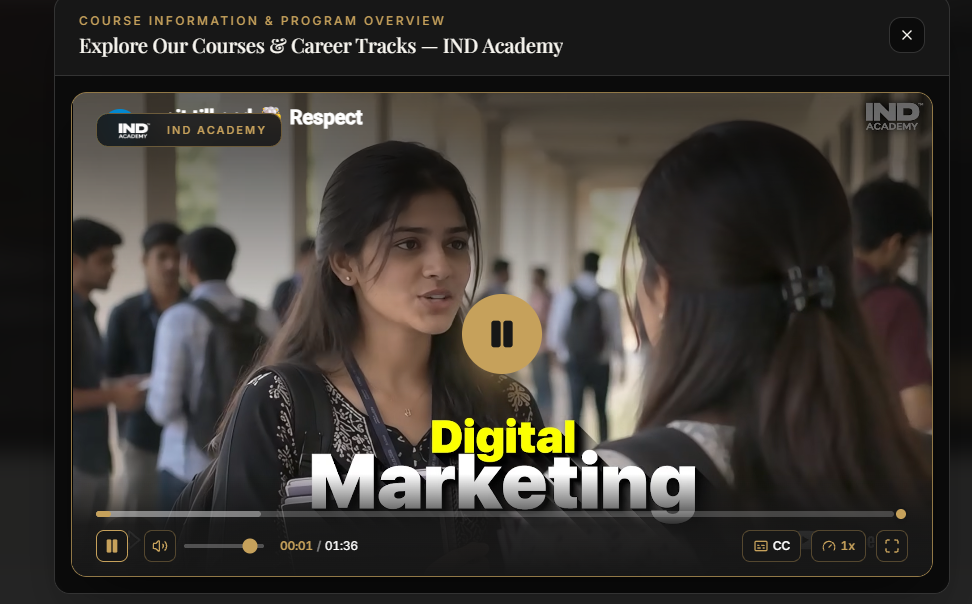 COURSE INFORMATION & PROGRAM OVERVIEW
Explore Our Courses & Career Tracks — IND Academy
Respect
IND ACADEMY
IND ACADEMY
IND
ACADEMY
Digital
Marketing
00:01 / 01:36
CC
1x